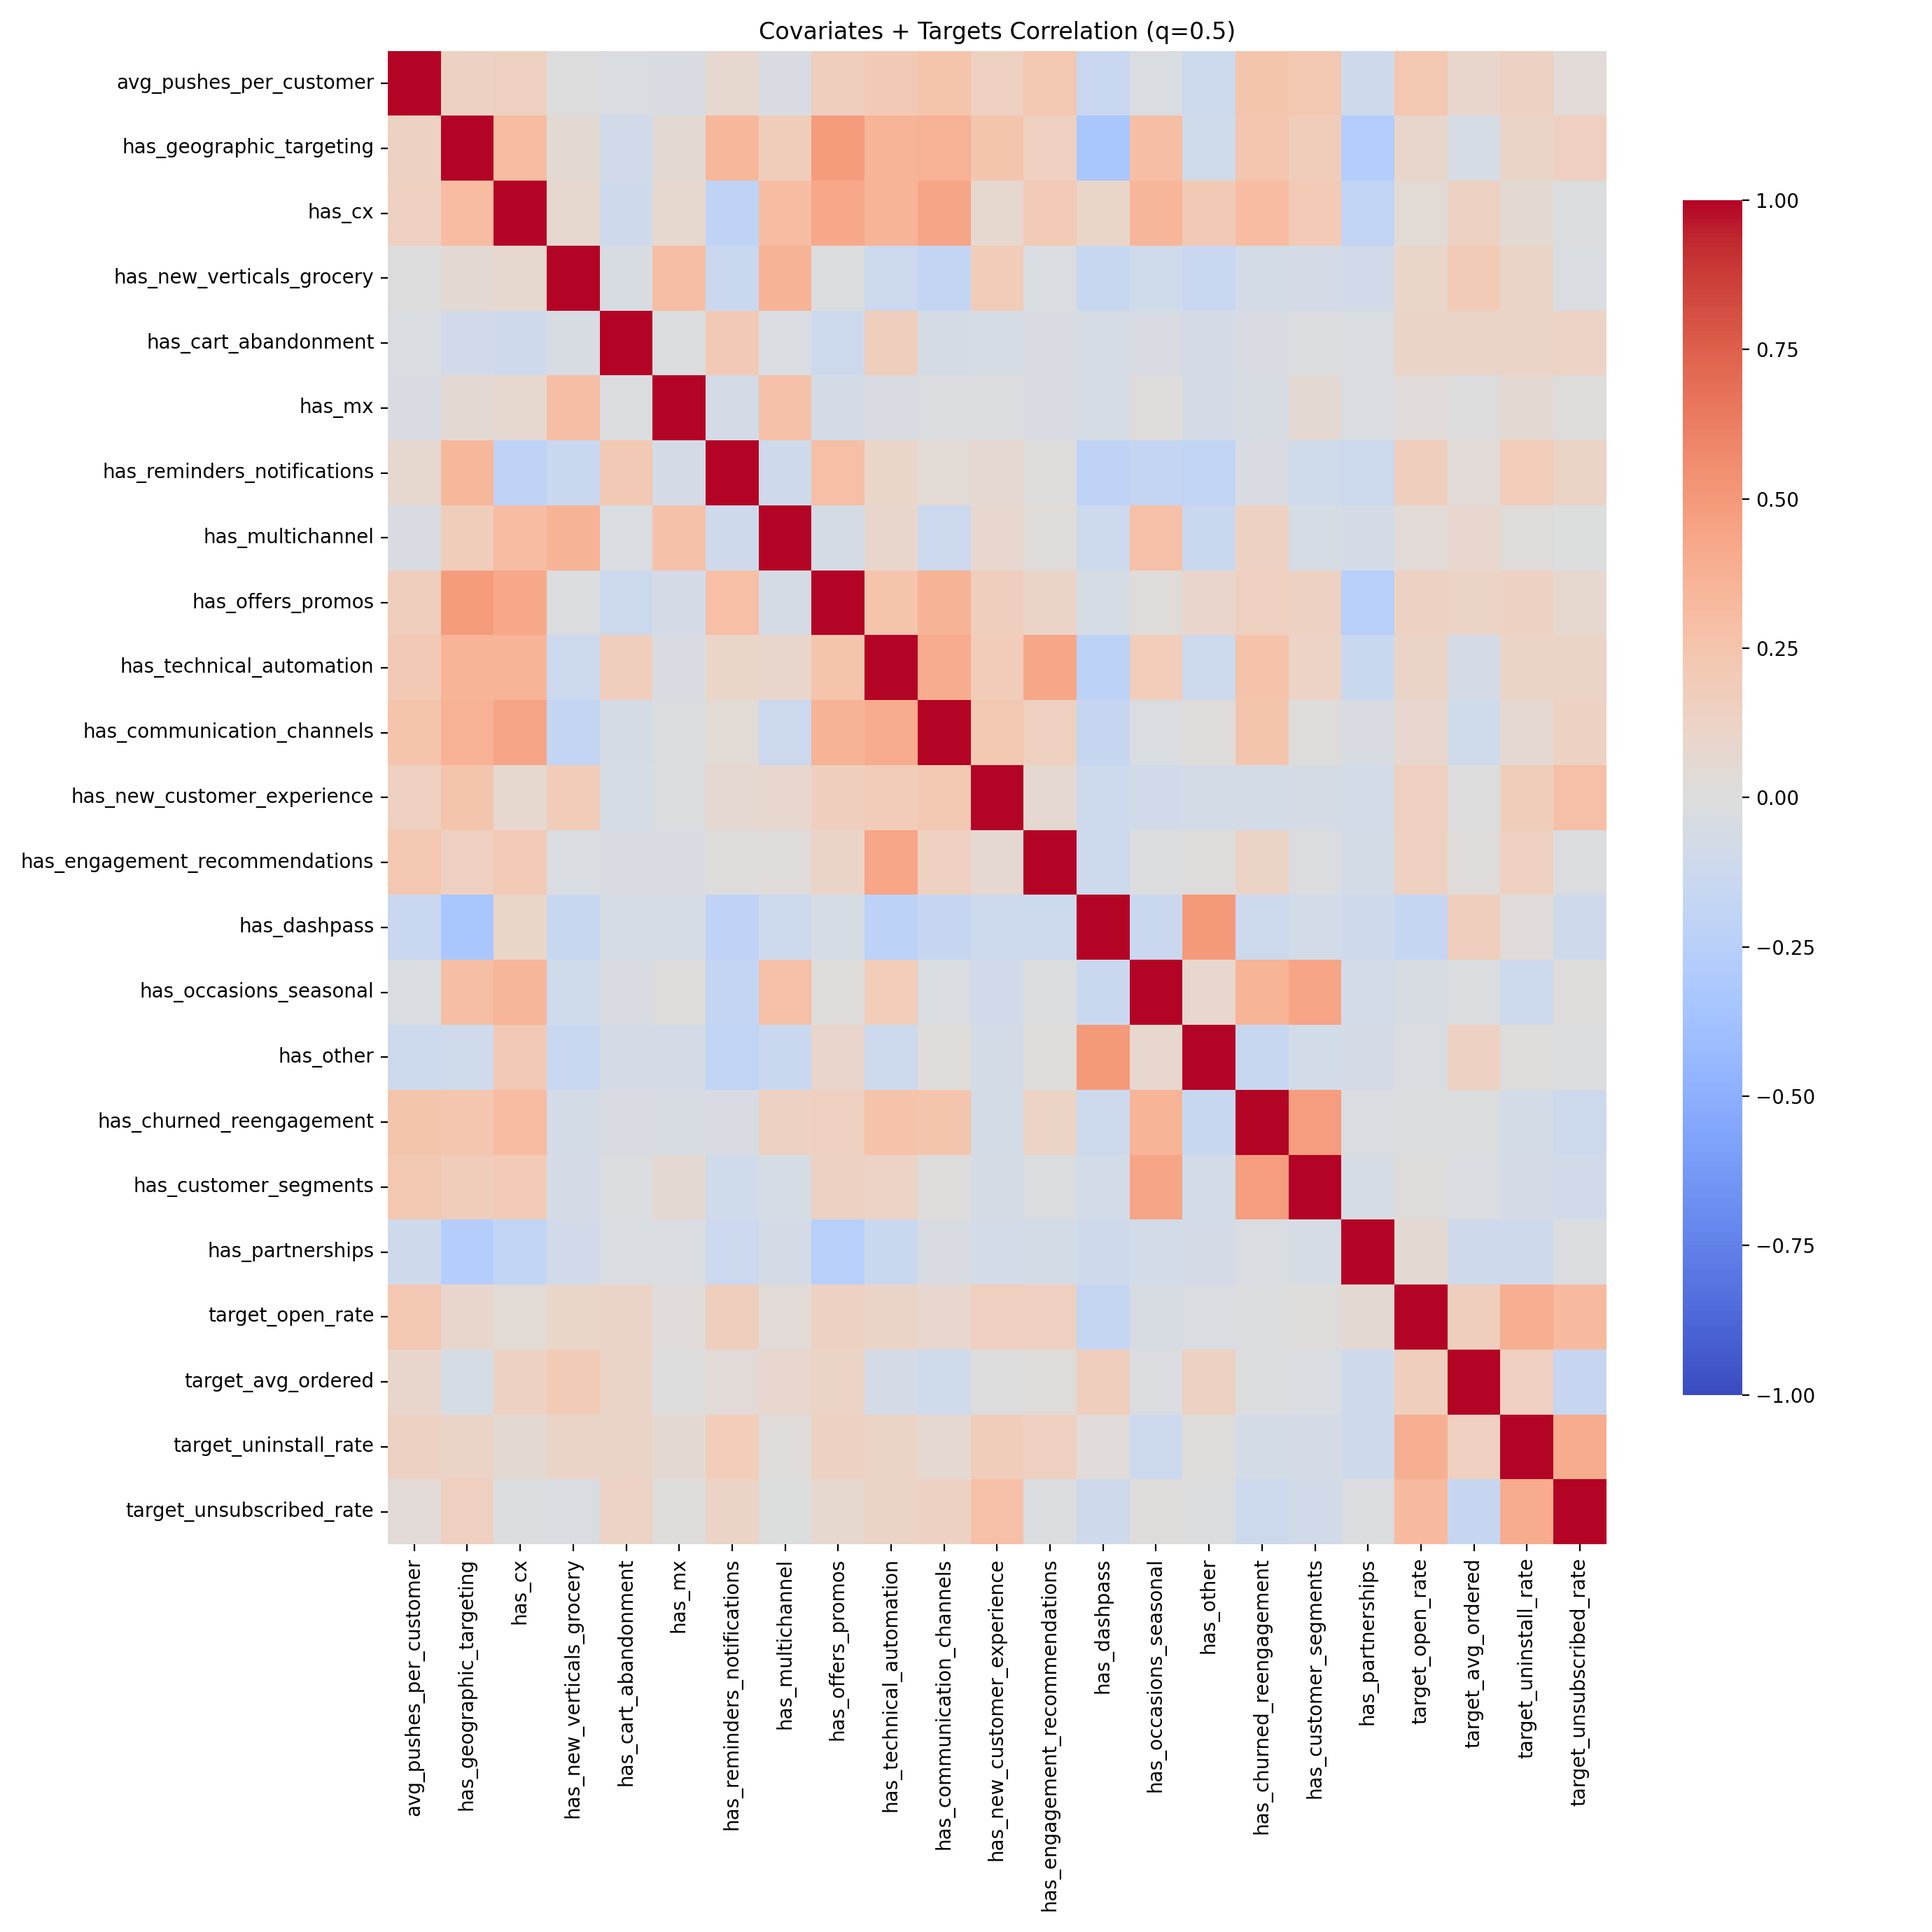 Covariates + Targets Correlation (q=0.5)
avg_pushes_per_customer
has_geographic_targeting
has_cx
has_new_verticals_grocery
has_cart_abandonment
has_mx
has_reminders_notifications
has_multichannel
has_offers_promos
has_technical_automation
has_communication_channels
has_new_customer_experience
has_engagement_recommendations
has_dashpass
has_occasions_seasonal
has_other
has_churned_reengagement
has_customer_segments
has_partnerships
target_open_rate
target_avg_ordered
target_uninstall_rate
target_unsubscribed_rate
avg_pushes_per_customer
has_geographic_targeting
has_cx
has_new_verticals_grocery
has_cart_abandonment
has_mx
has_reminders_notifications
has_multichannel
has_offers_promos
has_technical_automation
has_communication_channels
has_new_customer_experience
has_engagement_recommendations
has_dashpass
has_occasions_seasonal
has_other
has_churned_reengagement
has_customer_segments
has_partnerships
target_open_rate
target_avg_ordered
target_uninstall_rate
target_unsubscribed_rate
1.00
0.75
0.50
0.25
0.00
−0.25
−0.50
−0.75
−1.00